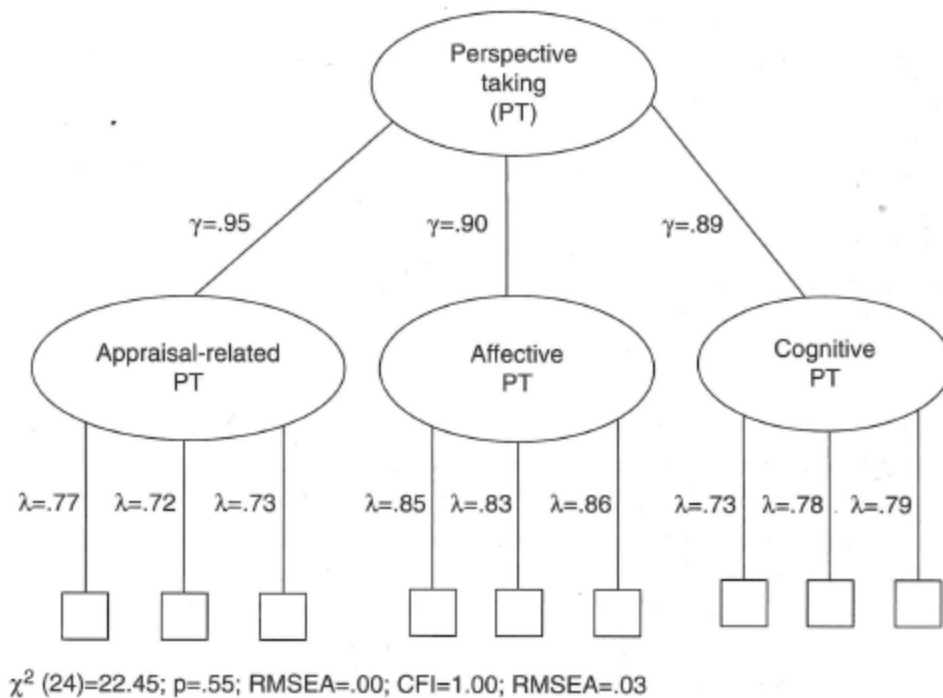 Perspective
taking
(PT)
γ=.95
γ=.90
γ=.89
Appraisal-related
PT
Affective
PT
Cognitive
PT
λ=.77
λ=.72
λ=.73
λ=.85
λ=.83
λ=.86
λ=.73
λ=.78
λ=.79
χ² (24)=22.45; p=.55; RMSEA=.00; CFI=1.00; RMSEA=.03